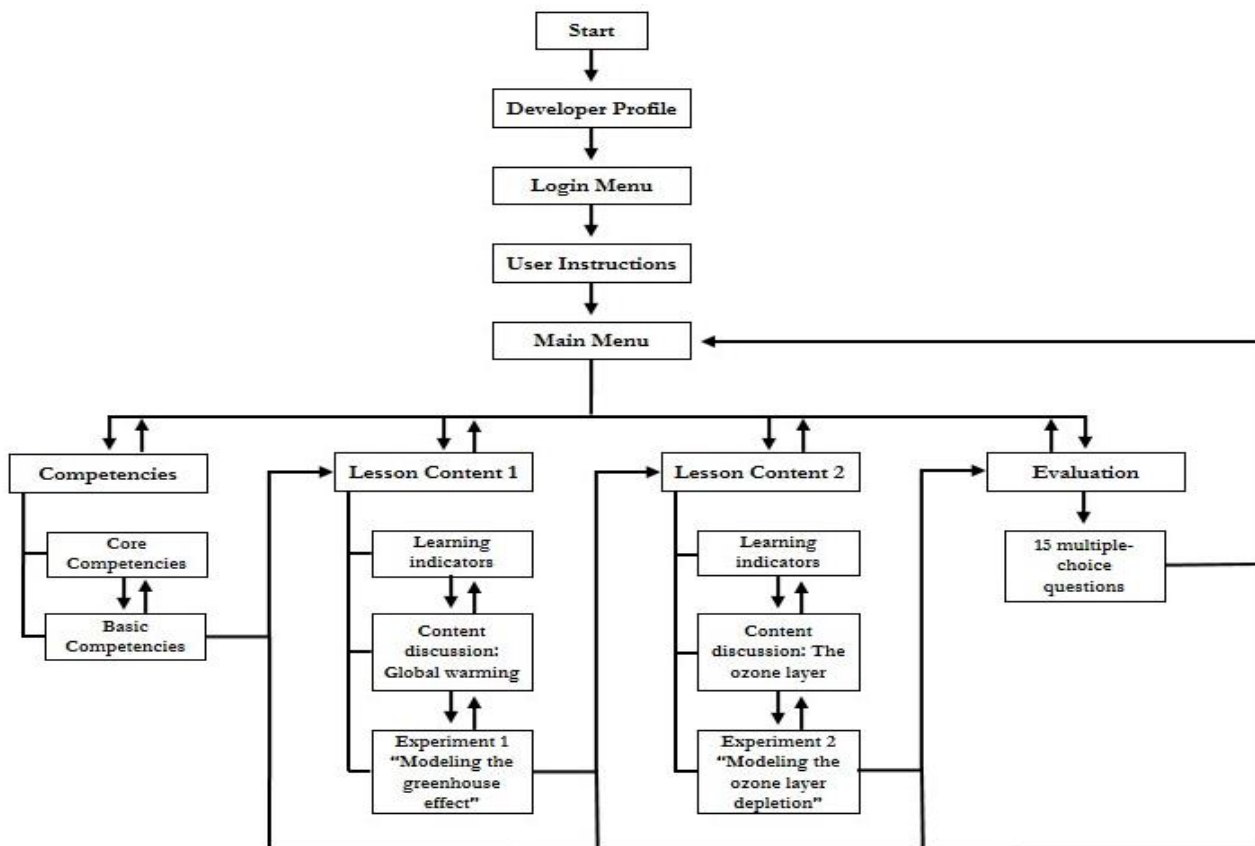 Start
Developer Profile
Login Menu
User Instructions
Main Menu
Competencies
Core
Competencies
Basic
Competencies
Lesson Content 1
Learning
indicators
Content
discussion:
Global warming
Experiment 1
“Modeling the
greenhouse
effect”
Lesson Content 2
Learning
indicators
Content
discussion: The
ozone layer
Experiment 2
“Modeling the
ozone layer
depletion”
Evaluation
15 multiple-
choice
questions